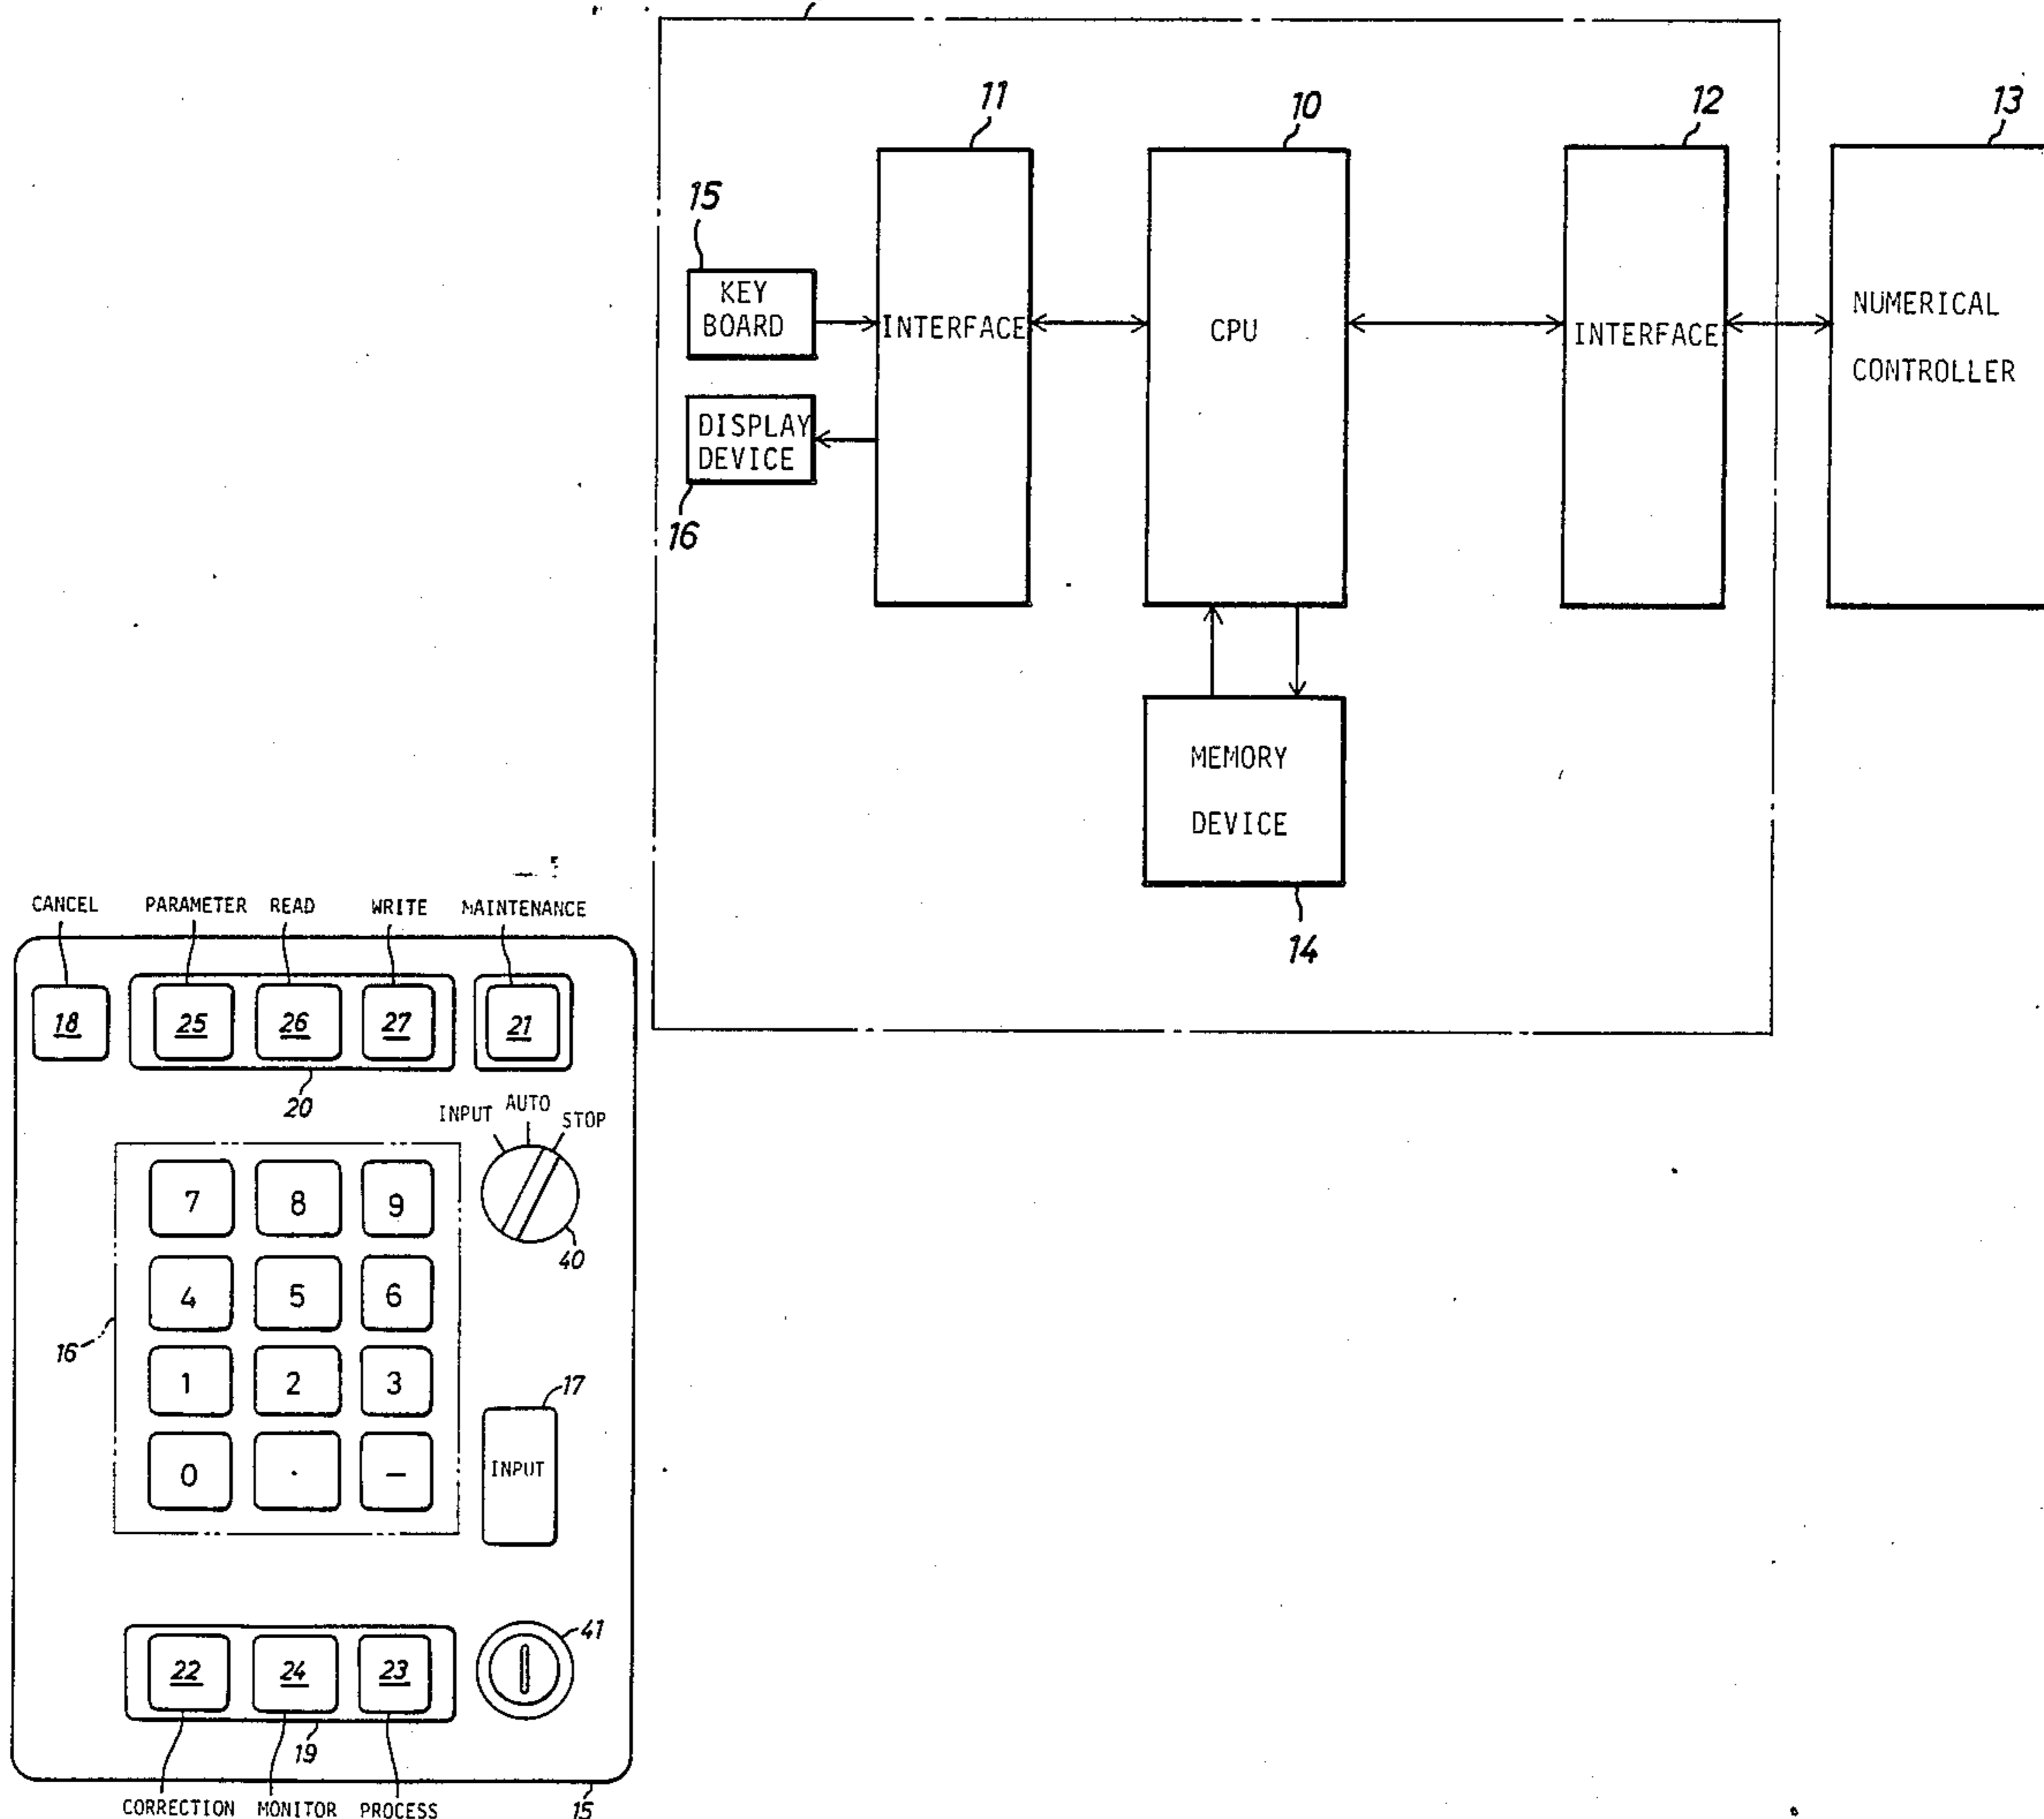 11
10
12
13
15
KEY
BOARD
INTERFACE
CPU
INTERFACE
NUMERICAL
CONTROLLER
DISPLAY
DEVICE
16
MEMORY
DEVICE
14
CANCEL
PARAMETER
READ
WRITE
MAINTENANCE
18
25
26
27
21
20
INPUT
AUTO
STOP
7
8
9
40
4
5
6
16
1
2
3
17
0
.
–
INPUT
22
24
23
41
19
CORRECTION
MONITOR
PROCESS
15